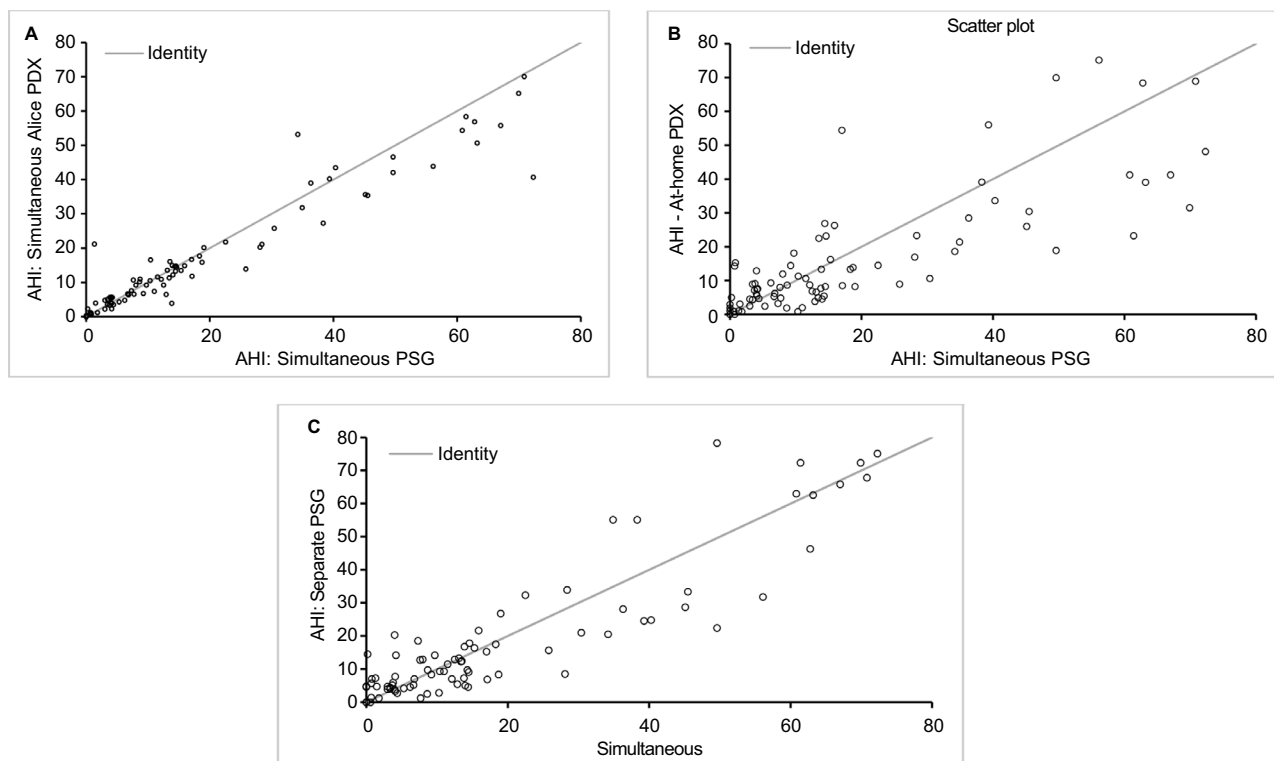 A
Identity
AHI: Simultaneous Alice PDX
80
70
60
50
40
30
20
10
0
0 20 40 60 80
AHI: Simultaneous PSG
B
Scatter plot
Identity
AHI - At-home PDX
80
70
60
50
40
30
20
10
0
0 20 40 60 80
AHI: Simultaneous PSG
C
Identity
AHI: Separate PSG
80
70
60
50
40
30
20
10
0
0 20 40 60 80
Simultaneous